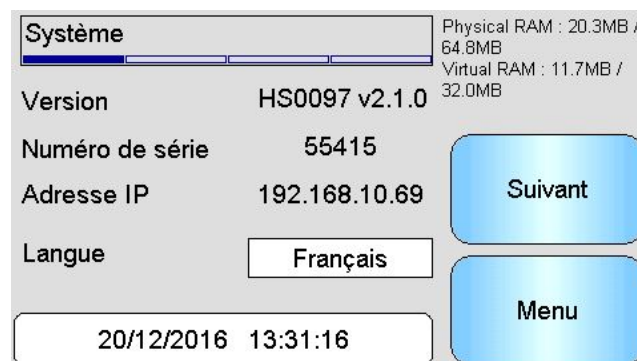 Système
Physical RAM : 20.3MB /
64.8MB
Virtual RAM : 11.7MB /
32.0MB
Version HS0097 v2.1.0
Numéro de série 55415
Adresse IP 192.168.10.69
Langue Français
Suivant
Menu
20/12/2016 13:31:16